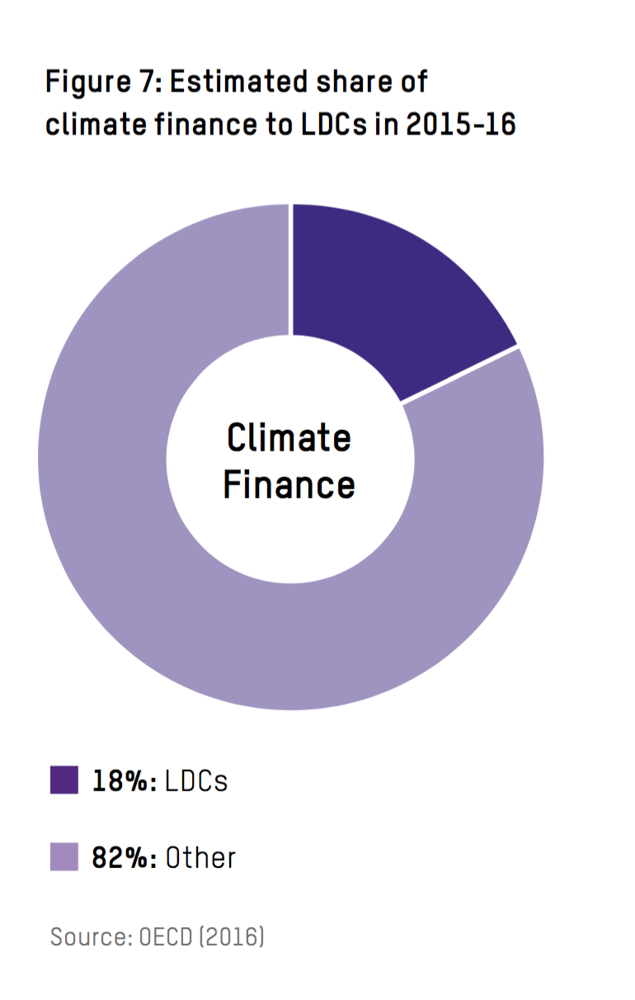 Figure 7: Estimated share of
climate finance to LDCs in 2015-16
Climate
Finance
18%: LDCs
82%: Other
Source: OECD (2016)